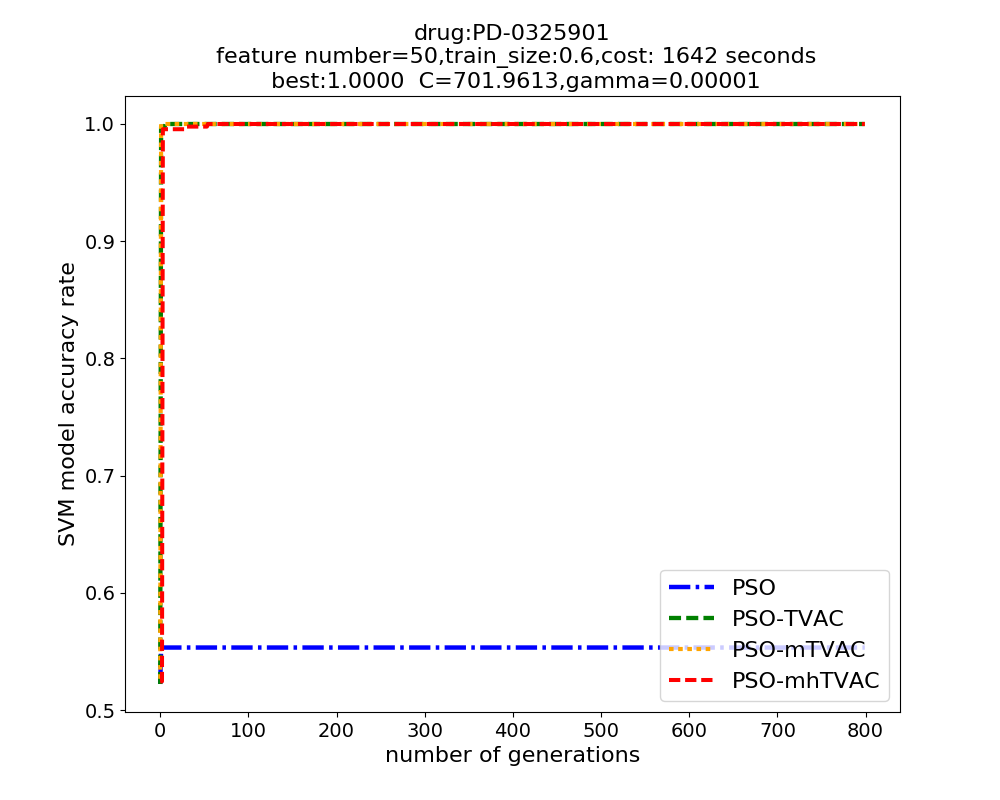 drug:PD-0325901
feature number=50,train_size:0.6,cost: 1642 seconds
best:1.0000  C=701.9613,gamma=0.00001
1.0
0.9
0.8
0.7
0.6
0.5
SVM model accuracy rate
PSO
PSO-TVAC
PSO-mTVAC
PSO-mhTVAC
0 100 200 300 400 500 600 700 800
number of generations